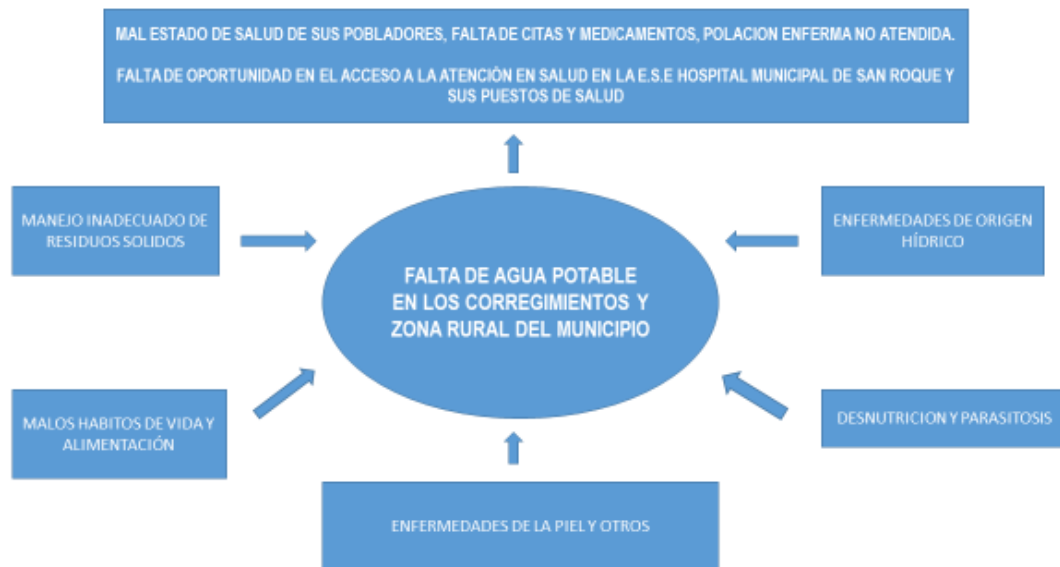 MAL ESTADO DE SALUD DE SUS POBLADORES, FALTA DE CITAS Y MEDICAMENTOS, POLACION ENFERMA NO ATENDIDA.
FALTA DE OPORTUNIDAD EN EL ACCESO A LA ATENCIÓN EN SALUD EN LA E.S.E HOSPITAL MUNICIPAL DE SAN ROQUE Y
SUS PUESTOS DE SALUD
MANEJO INADECUADO DE
RESIDUOS SOLIDOS
ENFERMEDADES DE ORIGEN
HÍDRICO
FALTA DE AGUA POTABLE
EN LOS CORREGIMIENTOS Y
ZONA RURAL DEL MUNICIPIO
MALOS HABITOS DE VIDA Y
ALIMENTACIÓN
DESNUTRICION Y PARASITOSIS
ENFERMEDADES DE LA PIEL Y OTROS